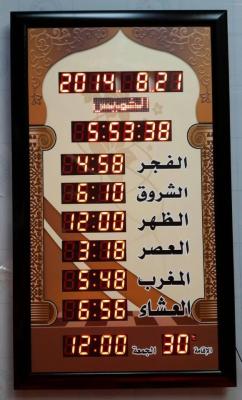 2014 8 21
الخميس
5:53:38
4:58 الفجر
6:10 الشروق
12:00 الظهر
3:18 العصر
5:48 المغرب
6:56 العشاء
12:00 الجمعة 30 الإقامة